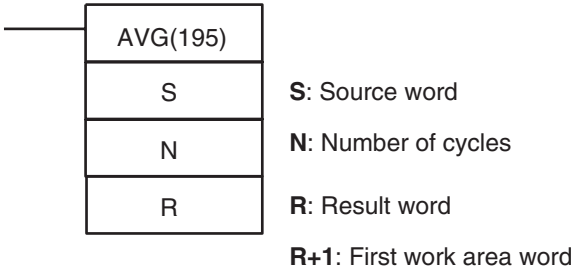 AVG(195)
S
S: Source word
N
N: Number of cycles
R
R: Result word
R+1: First work area word